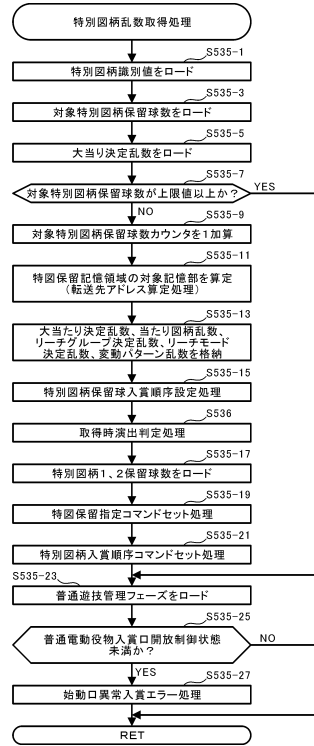 特別図柄乱数取得処理
S535-1
特別図柄識別値をロード
S535-3
対象特別図柄保留球数をロード
S535-5
大当り決定乱数をロード
S535-7
対象特別図柄保留球数が上限値以上か?
YES
NO
S535-9
対象特別図柄保留球数カウンタを1加算
S535-11
特図保留記憶領域の対象記憶部を算定
(転送先アドレス算定処理)
S535-13
大当たり決定乱数、当たり図柄乱数、
リーチグループ決定乱数、リーチモード
決定乱数、変動パターン乱数を格納
S535-15
特別図柄保留球入賞順序設定処理
S536
取得時演出判定処理
S535-17
特別図柄1、2保留球数をロード
S535-19
特図保留指定コマンドセット処理
S535-21
特別図柄入賞順序コマンドセット処理
S535-23
普通遊技管理フェーズをロード
S535-25
普通電動役物入賞口開放制御状態
未満か?
NO
YES
S535-27
始動口異常入賞エラー処理
RET